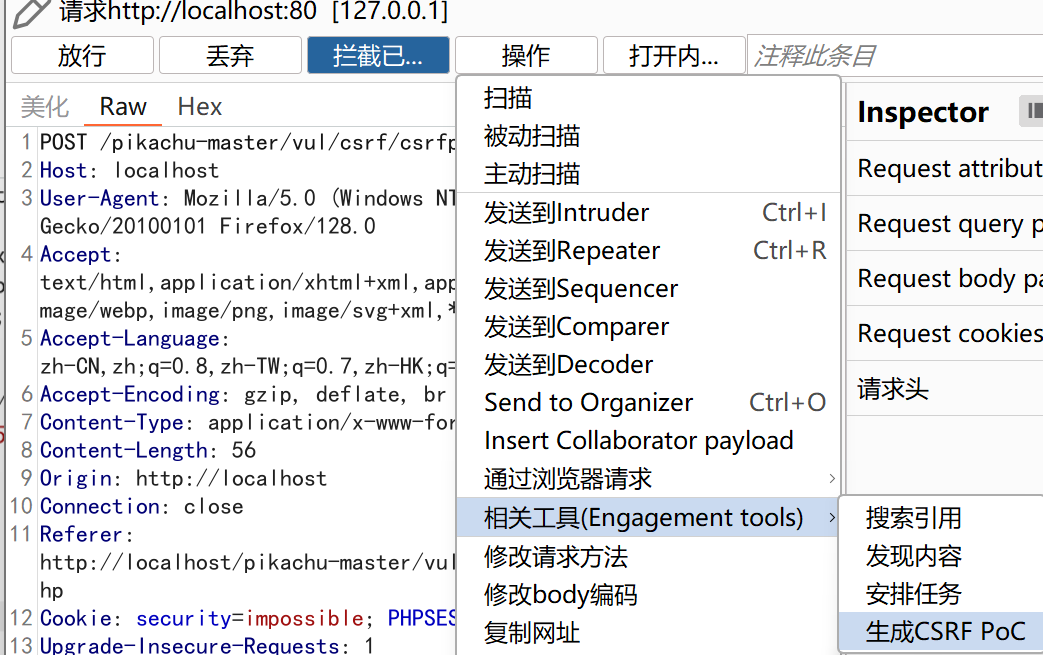 请求http://localhost:80 [127.0.0.1]
放行 丢弃 拦截已... 操作 打开内... 注释此条目
美化 Raw Hex
1 POST /pikachu-master/vul/csrf/csrfp
2 Host: localhost
3 User-Agent: Mozilla/5.0 (Windows NT
Gecko/20100101 Firefox/128.0
4 Accept:
text/html,application/xhtml+xml,app
mage/webp,image/png,image/svg+xml,*
5 Accept-Language:
zh-CN,zh;q=0.8,zh-TW;q=0.7,zh-HK;q=
6 Accept-Encoding: gzip, deflate, br
7 Content-Type: application/x-www-for
8 Content-Length: 56
9 Origin: http://localhost
10 Connection: close
11 Referer:
http://localhost/pikachu-master/vul
hp
12 Cookie: security=impossible; PHPSES
13 Upgrade-Insecure-Requests: 1
扫描
被动扫描
主动扫描
发送到Intruder Ctrl+I
发送到Repeater Ctrl+R
发送到Sequencer
发送到Comparer
发送到Decoder
Send to Organizer Ctrl+O
Insert Collaborator payload
通过浏览器请求
相关工具(Engagement tools)
修改请求方法
修改body编码
复制网址
搜索引用
发现内容
安排任务
生成CSRF PoC
Inspector
Request attribut
Request query p
Request body pa
Request cookies
请求头